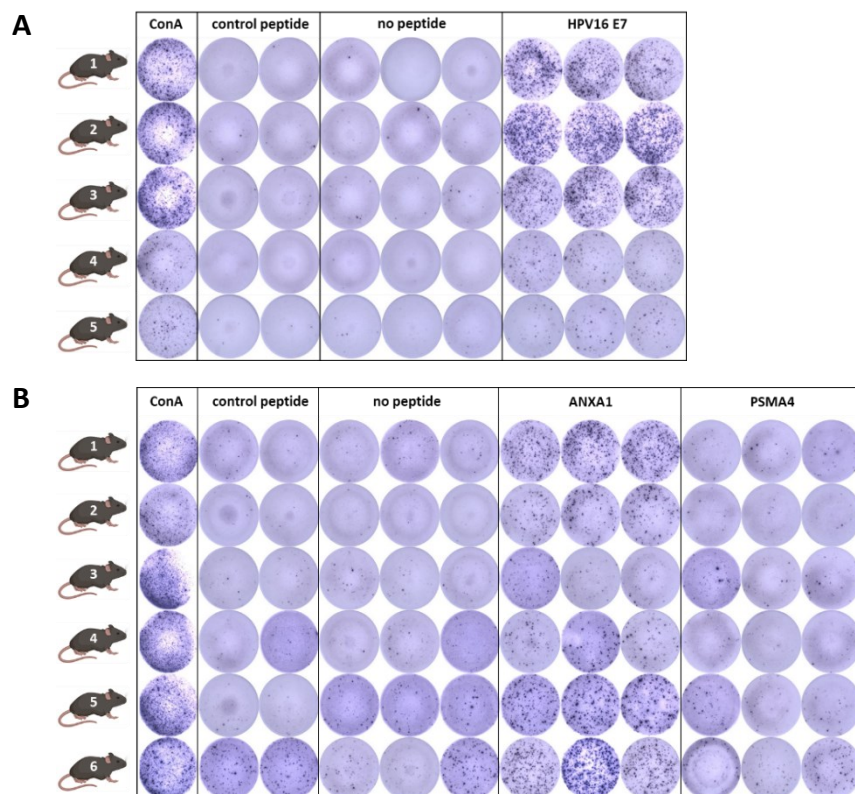 A
ConA control peptide no peptide HPV16 E7
1
2
3
4
5
B
ConA control peptide no peptide ANXA1 PSMA4
1
2
3
4
5
6